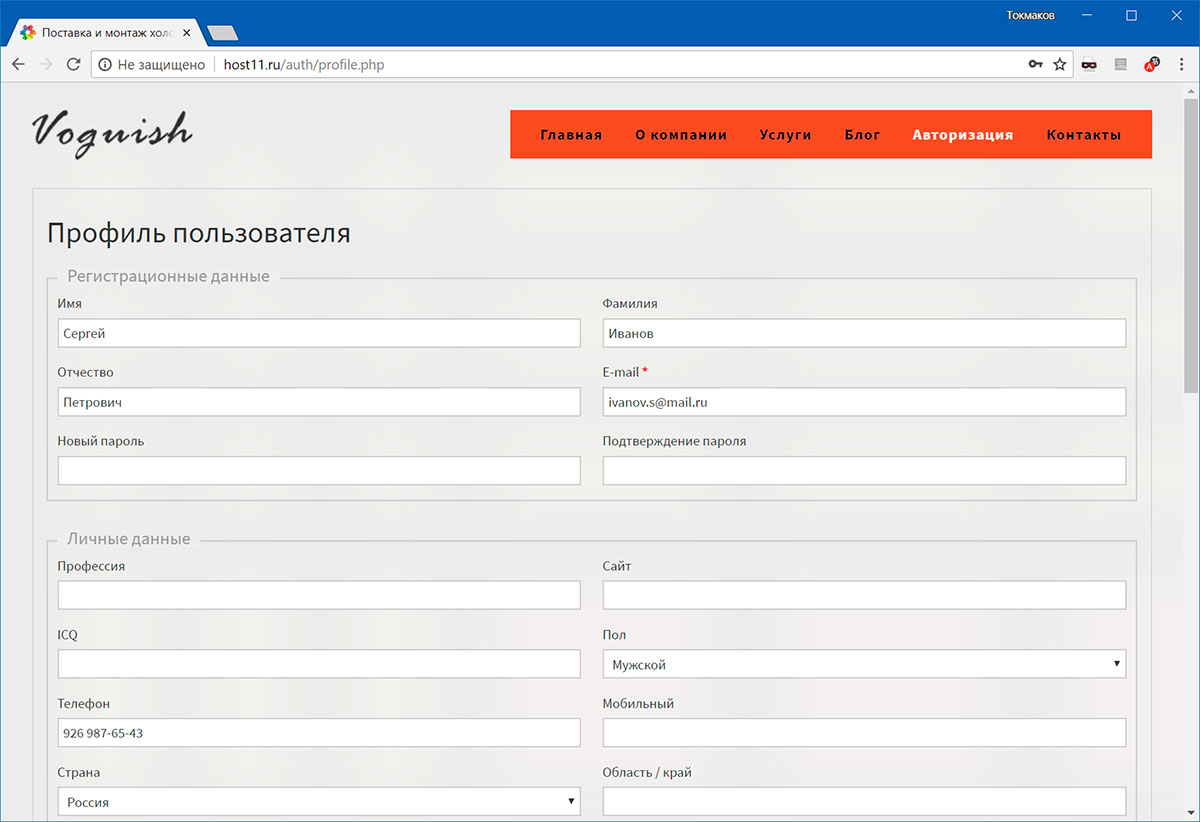 Токмаков
Поставка и монтаж холо
Не защищено host11.ru/auth/profile.php
Voguish
Главная О компании Услуги Блог Авторизация Контакты
Профиль пользователя
Регистрационные данные
Имя Фамилия
Сергей Иванов
Отчество E-mail *
Петрович ivanov.s@mail.ru
Новый пароль Подтверждение пароля
Личные данные
Профессия Сайт
ICQ Пол
Мужской
Телефон Мобильный
926 987-65-43
Страна Область / край
Россия